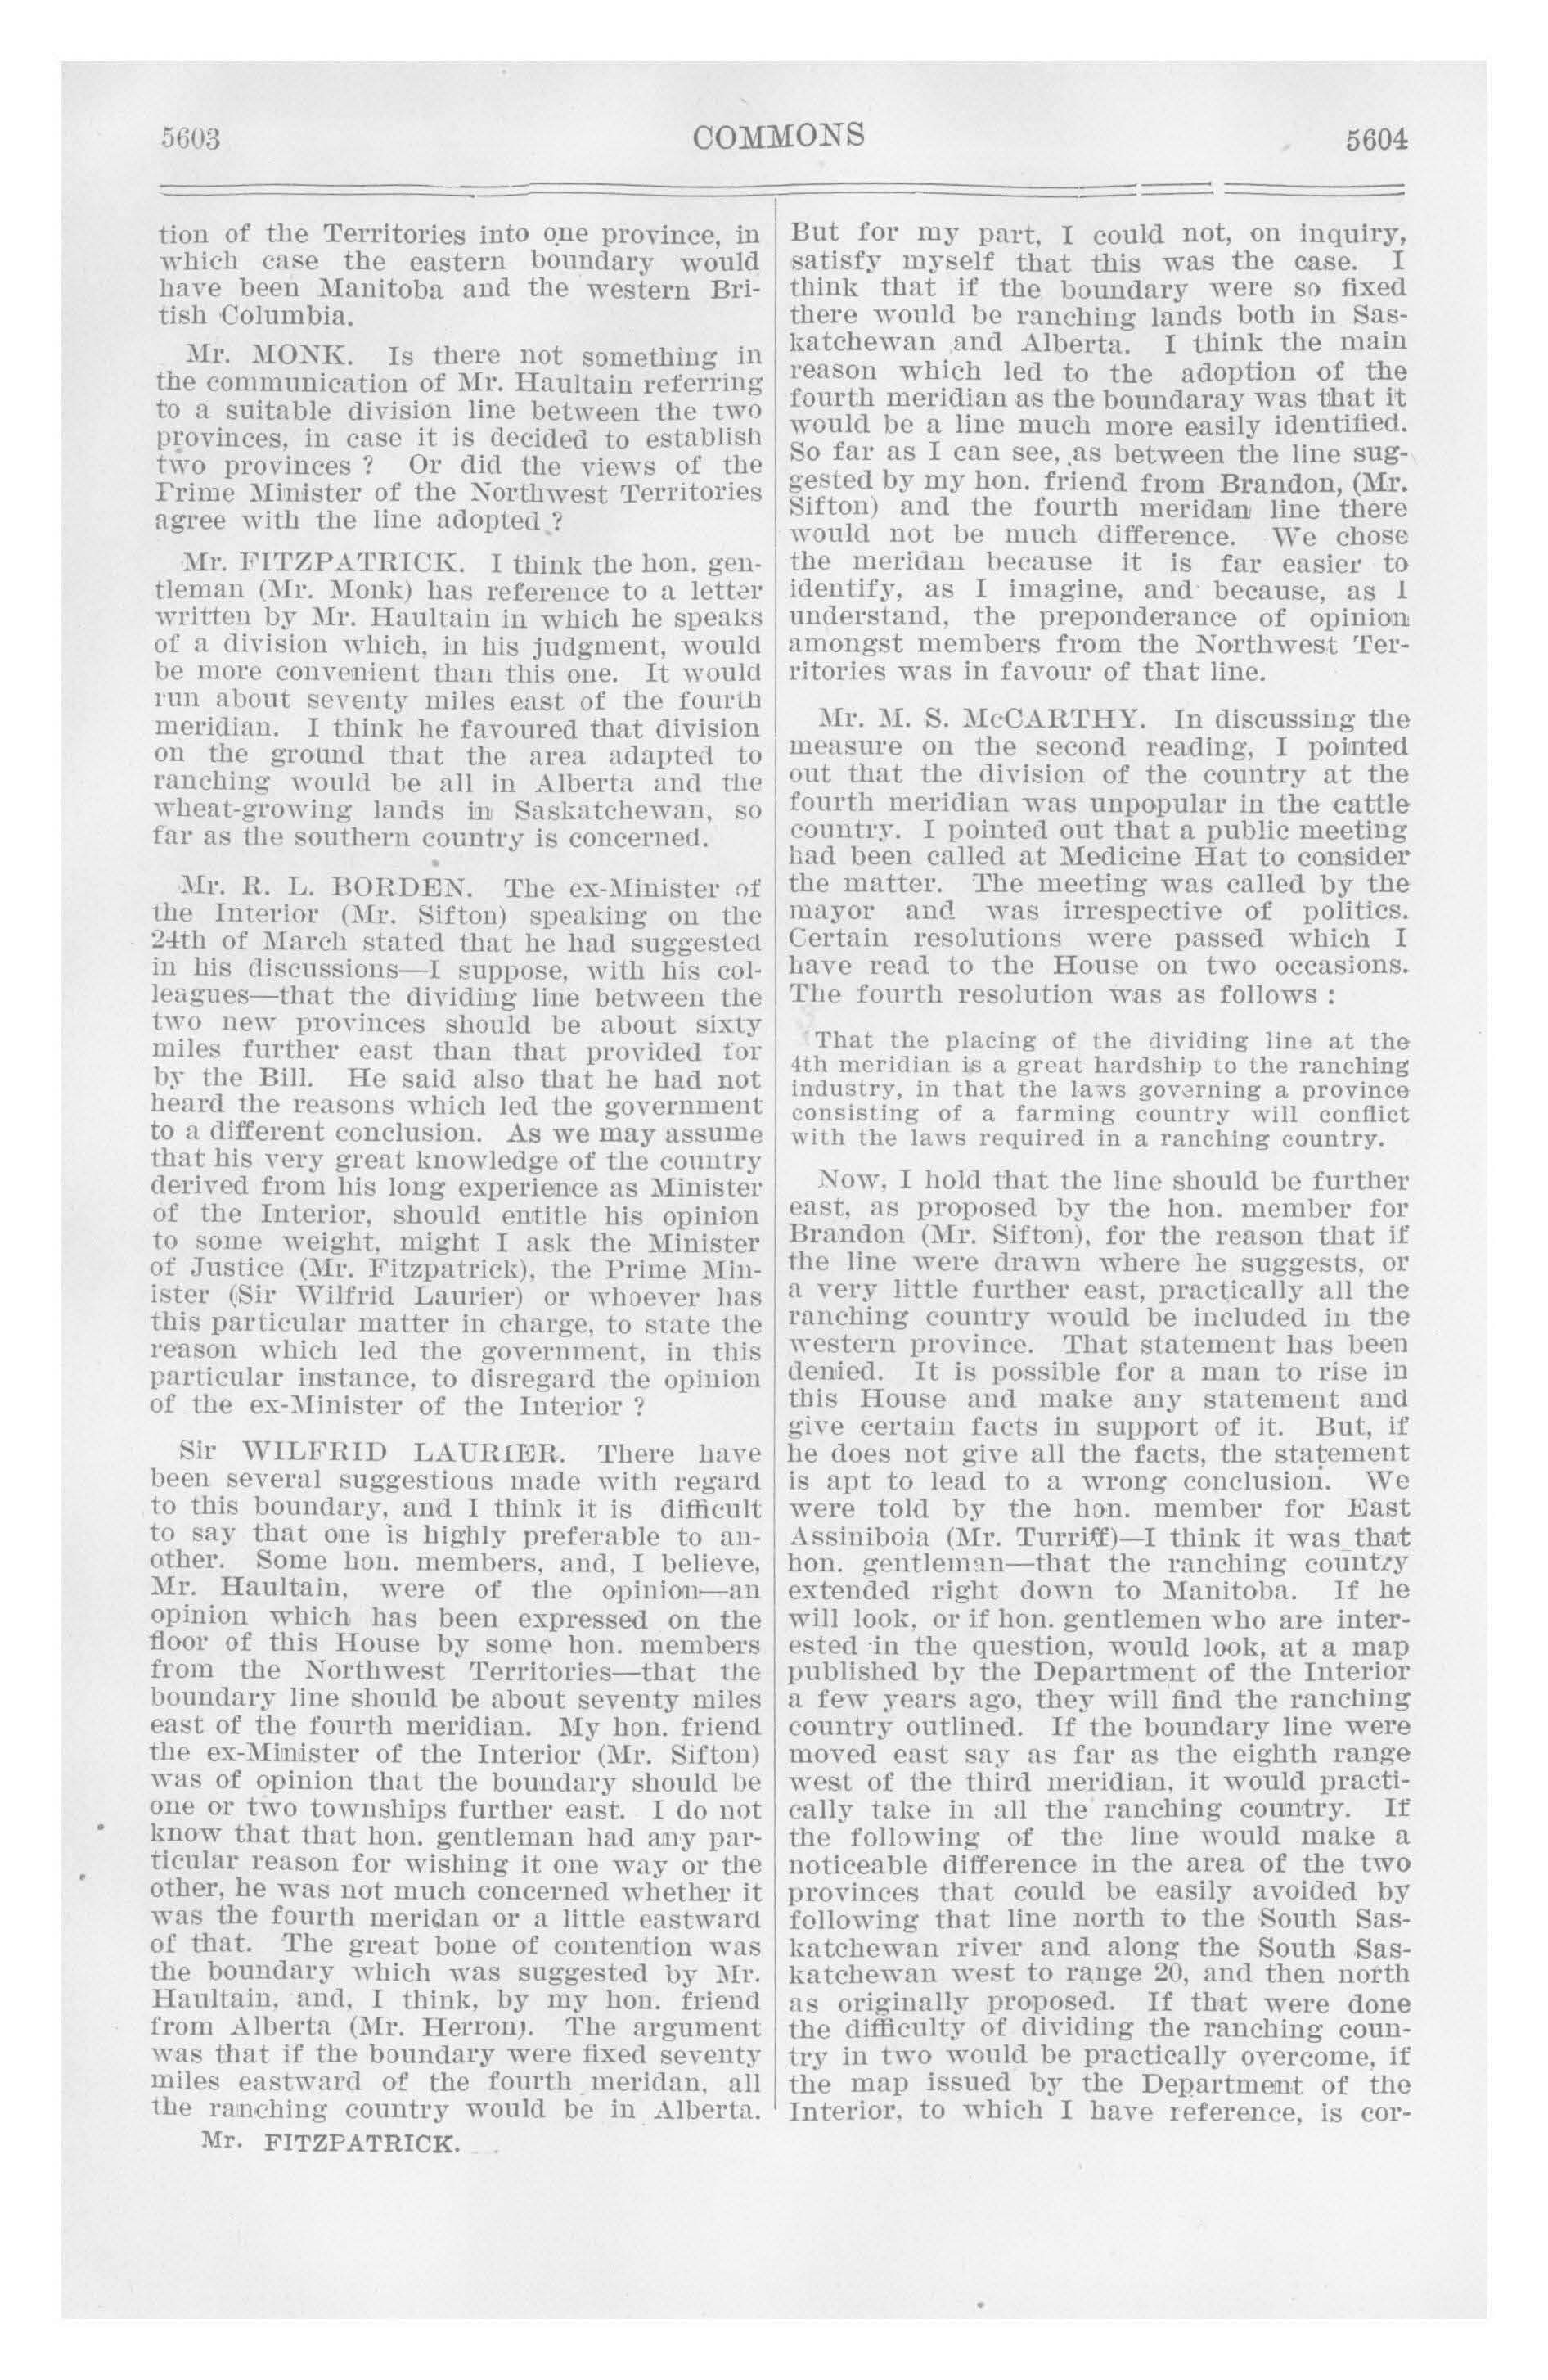 5603
COMMONS
5604
tion of the Territories into one province, in
which case the eastern boundary would
have been Manitoba and the western Bri-
tish Columbia.
Mr. MONK. Is there not something in
the communication of Mr. Haultain referring
to a suitable division line between the two
provinces, in case it is decided to establish
two provinces ? Or did the views of the
Prime Minister of the Northwest Territories
agree with the line adopted ?
Mr. FITZPATRICK. I think the hon. gen-
tleman (Mr. Monk) has reference to a letter
written by Mr. Haultain in which he speaks
of a division which, in his judgment, would
be more convenient than this one. It would
run about seventy miles east of the fourth
meridian. I think he favoured that division
on the ground that the area adapted to
ranching would be all in Alberta and the
wheat-growing lands in Saskatchewan, so
far as the southern country is concerned.
Mr. R. L. BORDEN. The ex-Minister of
the Interior (Mr. Sifton) speaking on the
24th of March stated that he had suggested
in his discussions—I suppose, with his col-
leagues—that the dividing line between the
two new provinces should be about sixty
miles further east than that provided for
by the Bill. He said also that he had not
heard the reasons which led the government
to a different conclusion. As we may assume
that his very great knowledge of the country
derived from his long experience as Minister
of the Interior, should entitle his opinion
to some weight, might I ask the Minister
of Justice (Mr. Fitzpatrick), the Prime Min-
ister (Sir Wilfrid Laurier) or whoever has
this particular matter in charge, to state the
reason which led the government, in this
particular instance, to disregard the opinion
of the ex-Minister of the Interior ?
Sir WILFRID LAURIER. There have
been several suggestions made with regard
to this boundary, and I think it is difficult
to say that one is highly preferable to an-
other. Some hon. members, and, I believe,
Mr. Haultain, were of the opinion—an
opinion which has been expressed on the
floor of this House by some hon. members
from the Northwest Territories—that the
boundary line should be about seventy miles
east of the fourth meridian. My hon. friend
the ex-Minister of the Interior (Mr. Sifton)
was of opinion that the boundary should be
one or two townships further east. I do not
know that that hon. gentleman had any par-
ticular reason for wishing it one way or the
other, he was not much concerned whether it
was the fourth meridan or a little eastward
of that. The great bone of contention was
the boundary which was suggested by Mr.
Haultain, and, I think, by my hon. friend
from Alberta (Mr. Herron). The argument
was that if the boundary were fixed seventy
miles eastward of the fourth meridan, all
the ranching country would be in Alberta.
Mr. FITZPATRICK.
But for my part, I could not, on inquiry,
satisfy myself that this was the case. I
think that if the boundary were so fixed
there would be ranching lands both in Sas-
katchewan and Alberta. I think the main
reason which led to the adoption of the
fourth meridian as the boundaray was that it
would be a line much more easily identified.
So far as I can see, as between the line sug-
gested by my hon. friend from Brandon, (Mr.
Sifton) and the fourth meridan line there
would not be much difference. We chose
the meridan because it is far easier to
identify, as I imagine, and because, as I
understand, the preponderance of opinion
amongst members from the Northwest Ter-
ritories was in favour of that line.
Mr. M. S. McCARTHY. In discussing the
measure on the second reading, I pointed
out that the division of the country at the
fourth meridian was unpopular in the cattle
country. I pointed out that a public meeting
had been called at Medicine Hat to consider
the matter. The meeting was called by the
mayor and was irrespective of politics.
Certain resolutions were passed which I
have read to the House on two occasions.
The fourth resolution was as follows :
That the placing of the dividing line at the
4th meridian is a great hardship to the ranching
industry, in that the laws governing a province
consisting of a farming country will conflict
with the laws required in a ranching country.
Now, I hold that the line should be further
east, as proposed by the hon. member for
Brandon (Mr. Sifton), for the reason that if
the line were drawn where he suggests, or
a very little further east, practically all the
ranching country would be included in the
western province. That statement has been
denied. It is possible for a man to rise in
this House and make any statement and
give certain facts in support of it. But, if
he does not give all the facts, the statement
is apt to lead to a wrong conclusion. We
were told by the hon. member for East
Assiniboia (Mr. Turriff)—I think it was that
hon. gentleman—that the ranching country
extended right down to Manitoba. If he
will look, or if hon. gentlemen who are inter-
ested in the question, would look, at a map
published by the Department of the Interior
a few years ago, they will find the ranching
country outlined. If the boundary line were
moved east say as far as the eighth range
west of the third meridian, it would practi-
cally take in all the ranching country. If
the following of the line would make a
noticeable difference in the area of the two
provinces that could be easily avoided by
following that line north to the South Sas-
katchewan river and along the South Sas-
katchewan west to range 20, and then north
as originally proposed. If that were done
the difficulty of dividing the ranching coun-
try in two would be practically overcome, if
the map issued by the Department of the
Interior, to which I have reference, is cor-